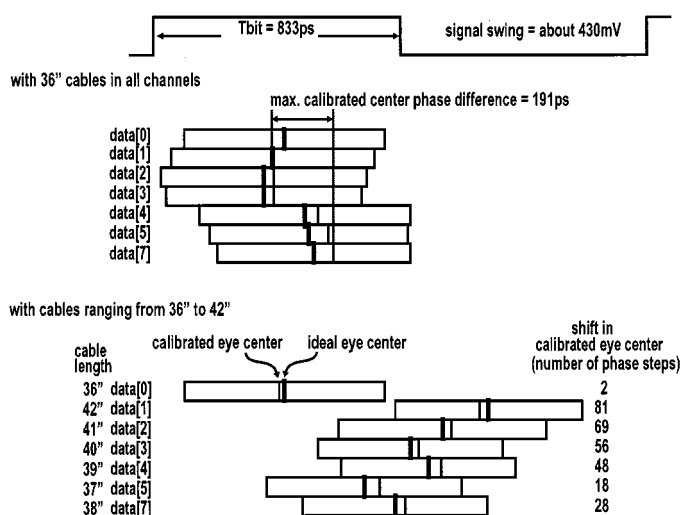 Tbit = 833ps
signal swing = about 430mV
with 36” cables in all channels
max. calibrated center phase difference = 191ps
data[0]
data[1]
data[2]
data[3]
data[4]
data[5]
data[7]
with cables ranging from 36” to 42”
shift in
calibrated eye center
(number of phase steps)
cable
length
calibrated eye center
ideal eye center
36” data[0] 2
42” data[1] 81
41” data[2] 69
40” data[3] 56
39” data[4] 48
37” data[5] 18
38” data[7] 28